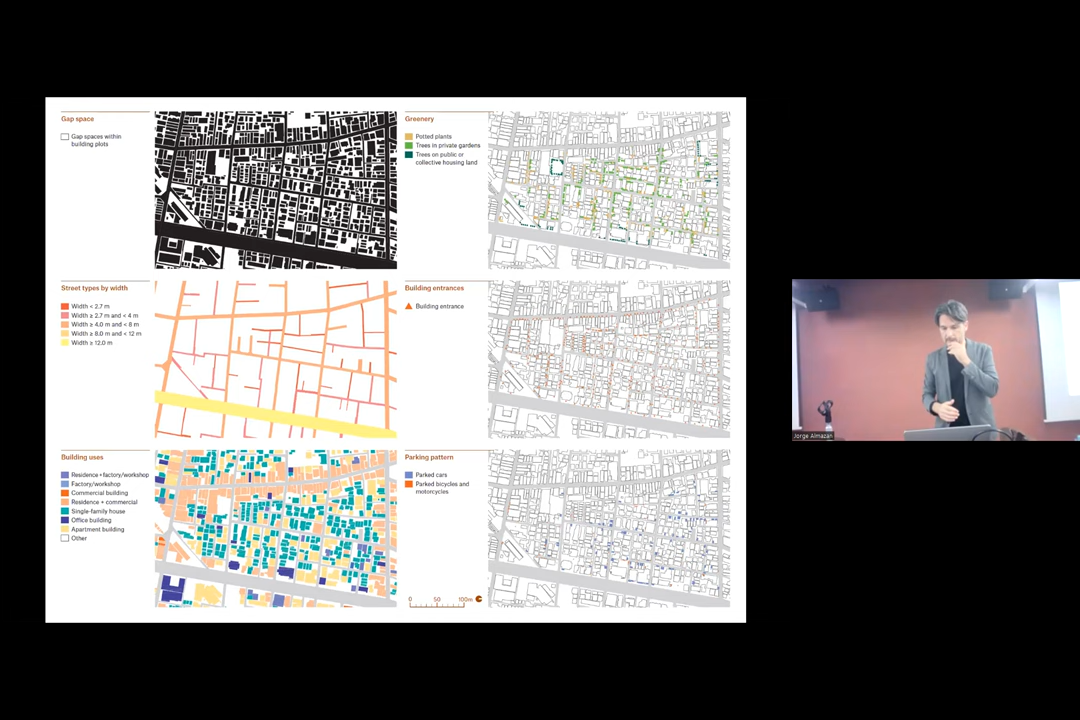 Gap space
Gap spaces within
building plots
Greenery
Potted plants
Trees in private gardens
Trees on public or
collective housing land
Street types by width
Width < 2.7 m
Width ≥ 2.7 m and < 4 m
Width ≥ 4.0 m and < 8 m
Width ≥ 8.0 m and < 12 m
Width ≥ 12.0 m
Building entrances
Building entrance
Building uses
Residence+factory/workshop
Factory/workshop
Commercial building
Residence + commercial
Single-family house
Office building
Apartment building
Other
Parking pattern
Parked cars
Parked bicycles and
motorcycles
0 50 100m
Jorge Almazan